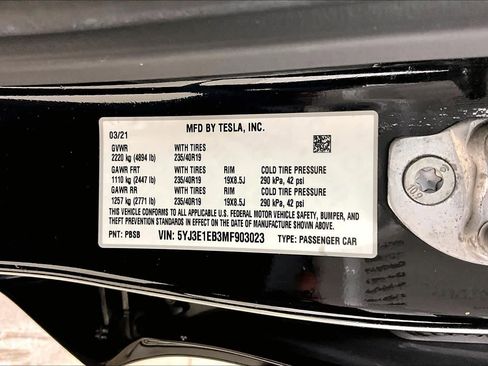 MFD BY TESLA, INC.
03/21
GVWR WITH TIRES
2220 kg (4894 lb) 235/40R19
GAWR FRT WITH TIRES RIM COLD TIRE PRESSURE
1110 kg (2447 lb) 235/40R19 19X8.5J 290 kPa, 42 psi
GAWR RR WITH TIRES RIM COLD TIRE PRESSURE
1257 kg (2771 lb) 235/40R19 19X8.5J 290 kPa, 42 psi
THIS VEHICLE CONFORMS TO ALL APPLICABLE U.S. FEDERAL MOTOR VEHICLE SAFETY, BUMPER, AND
THEFT PREVENTION STANDARDS IN EFFECT ON THE DATE OF MANUFACTURE SHOWN ABOVE.
PNT: PBSB VIN: 5YJ3E1EB3MF903023 TYPE: PASSENGER CAR